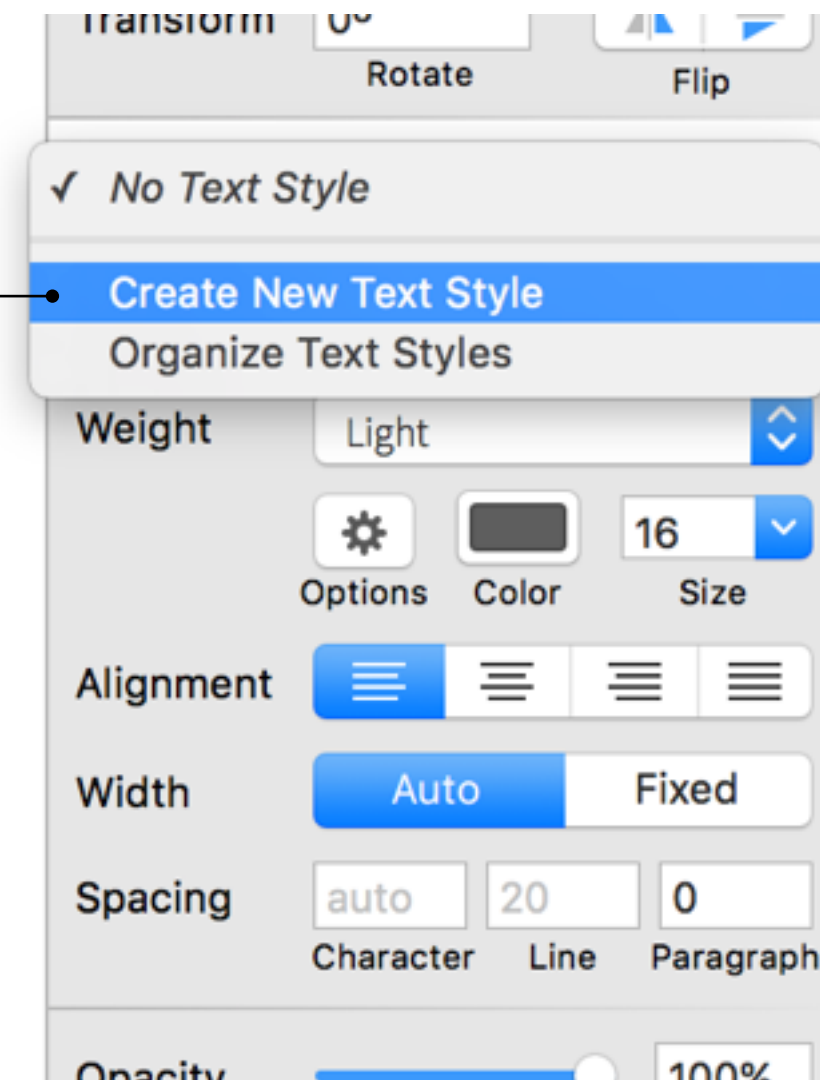 Transform 0º
Rotate Flip
✓ No Text Style
Create New Text Style
Organize Text Styles
Weight Light
16
Options Color Size
Alignment
Width Auto Fixed
Spacing auto 20 0
Character Line Paragraph
Opacity 100%